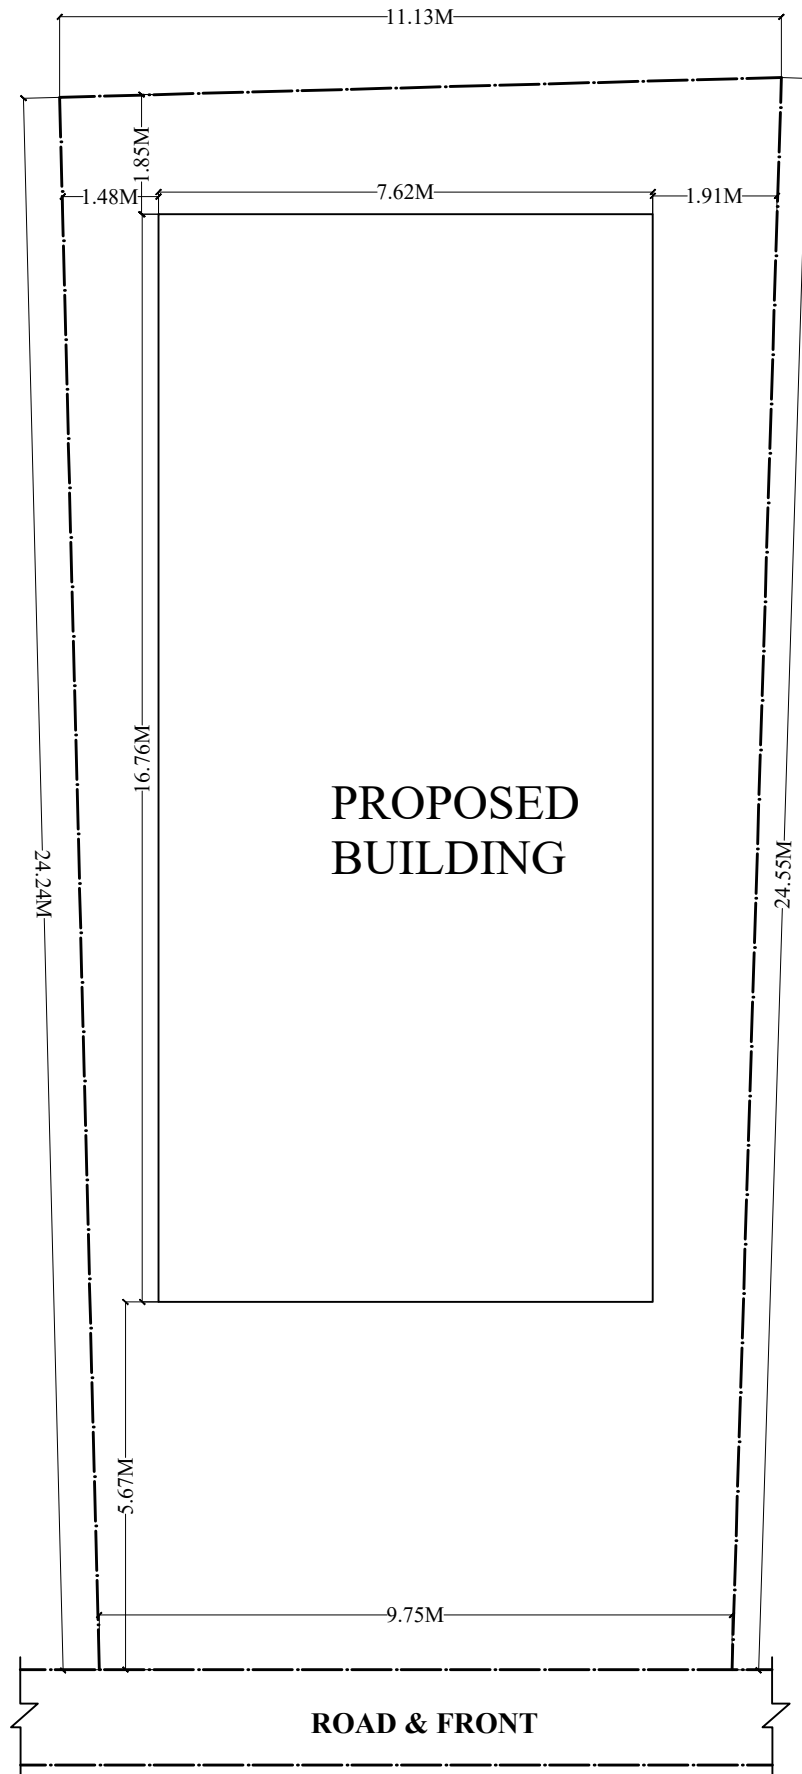 11.13M
1.85M
1.48M
7.62M
1.91M
16.76M
PROPOSED
BUILDING
24.24M
24.55M
5.67M
9.75M
ROAD & FRONT